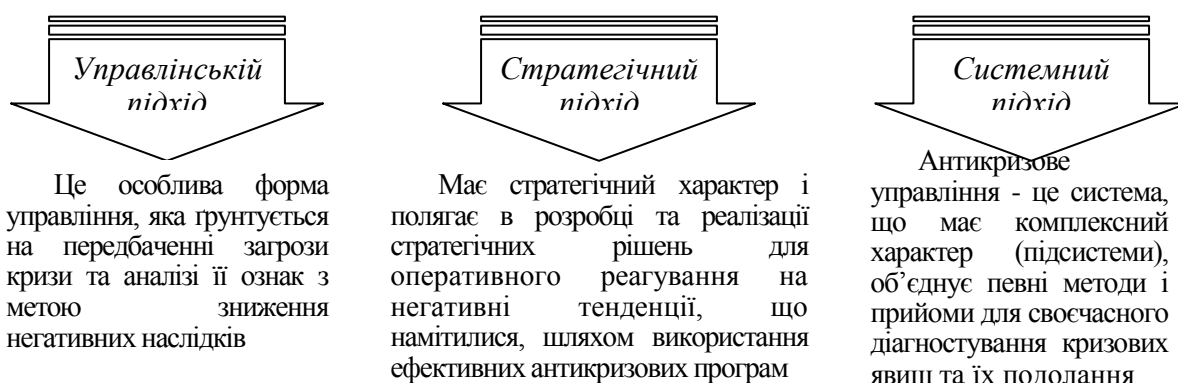 Управлінській
підхід
Це особлива форма
управління, яка ґрунтується
на передбаченні загрози
кризи та аналізі її ознак з
метою зниження
негативних наслідків
Стратегічний
підхід
Має стратегічний характер і
полягає в розробці та реалізації
стратегічних рішень для
оперативного реагування на
негативні тенденції, що
намітилися, шляхом використання
ефективних антикризових програм
Системний
підхід
Антикризове
управління - це система,
що має комплексний
характер (підсистеми),
об’єднує певні методи і
прийоми для своєчасного
діагностування кризових
явищ та їх подолання